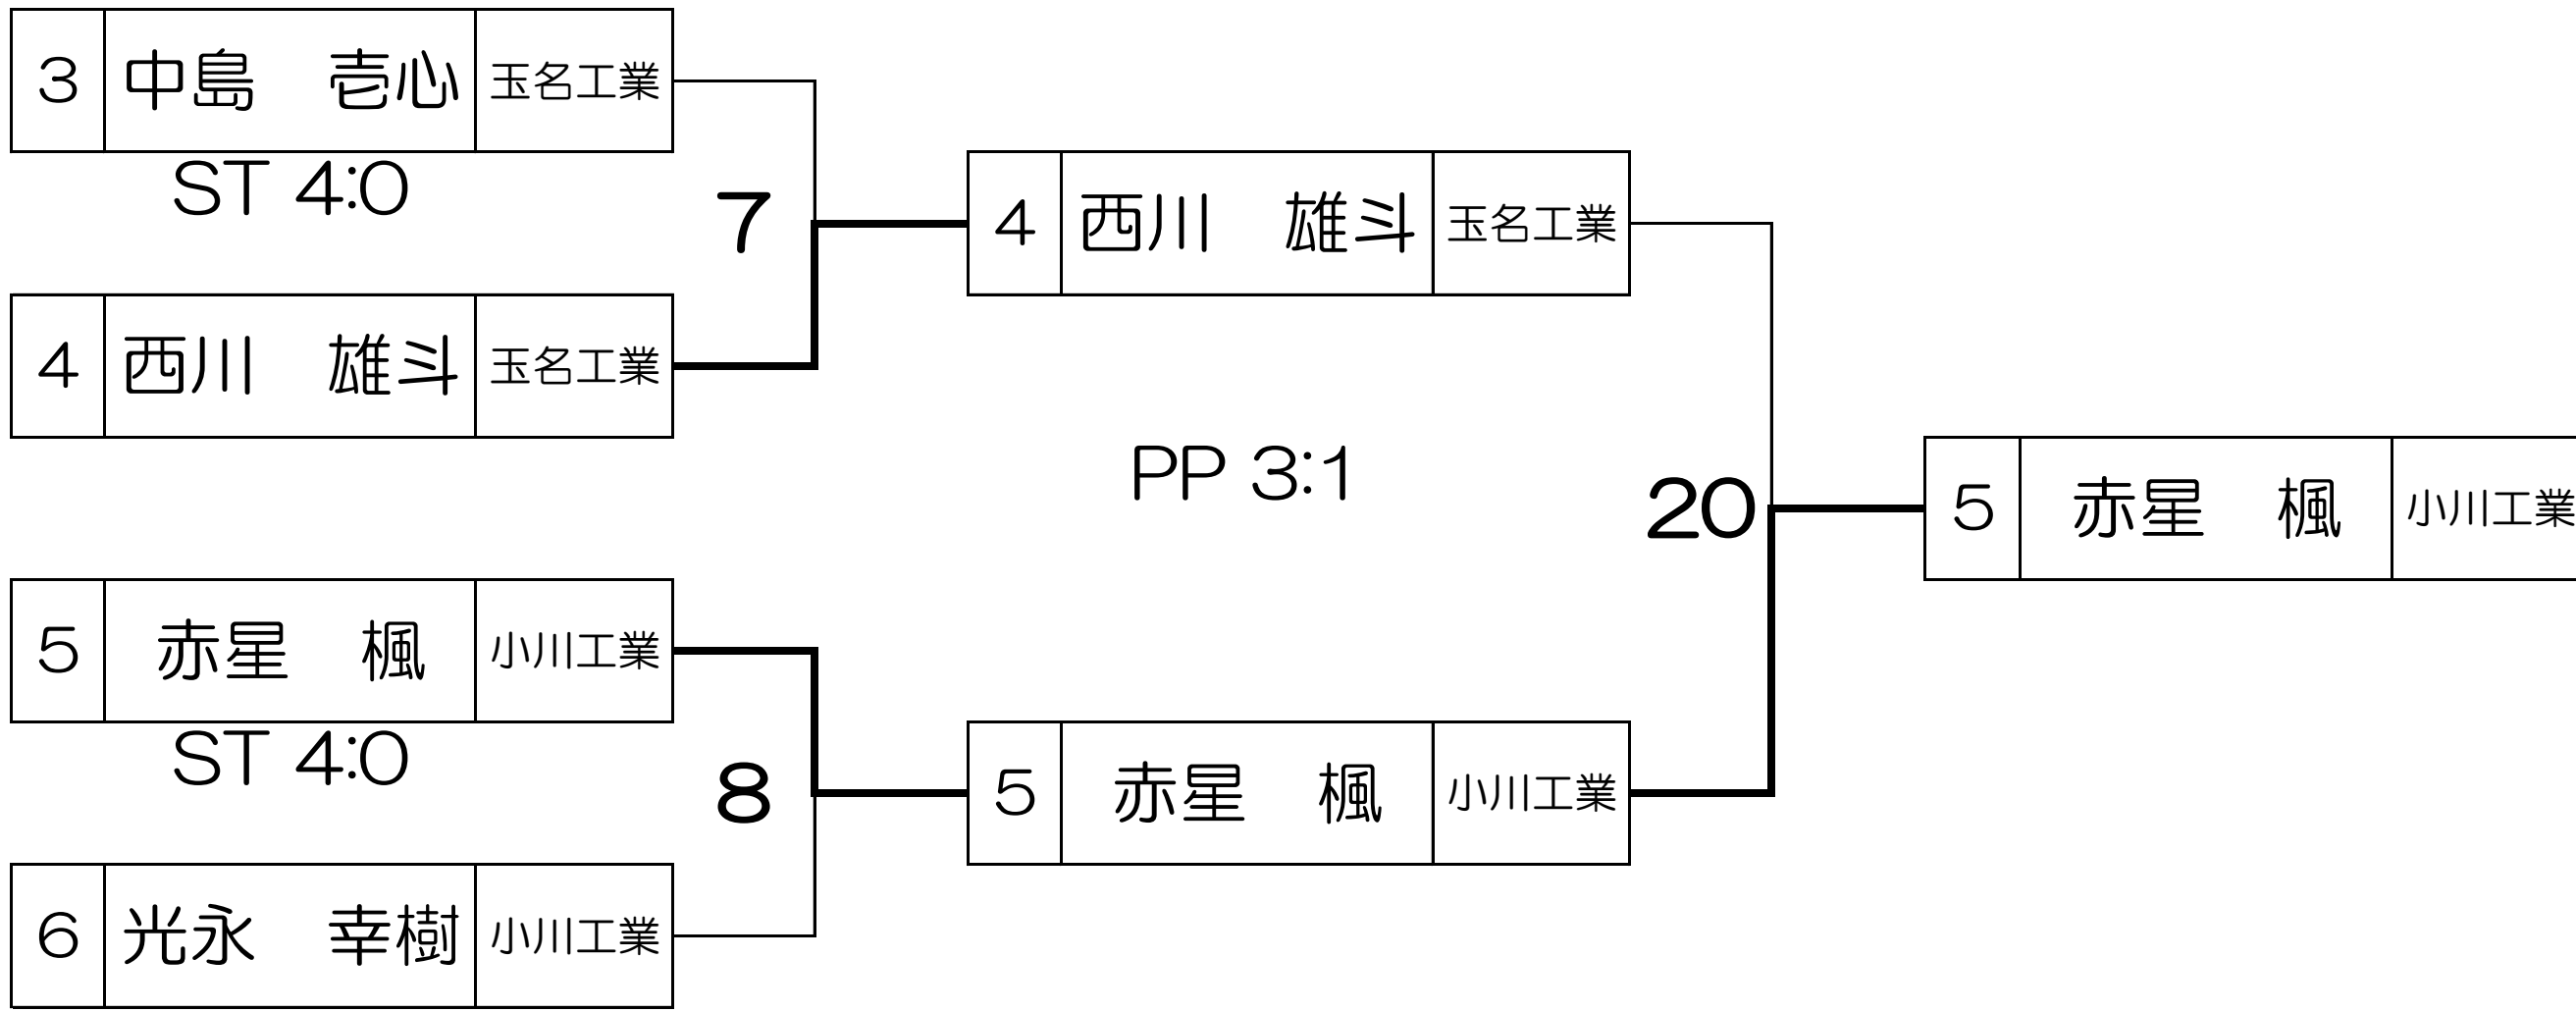 3 中島 壱心 玉名工業
ST 4:0
7
4 西川 雄斗 玉名工業
4 西川 雄斗 玉名工業
PP 3:1
20
5 赤星 楓 小川工業
5 赤星 楓 小川工業
ST 4:0
8
5 赤星 楓 小川工業
6 光永 幸樹 小川工業